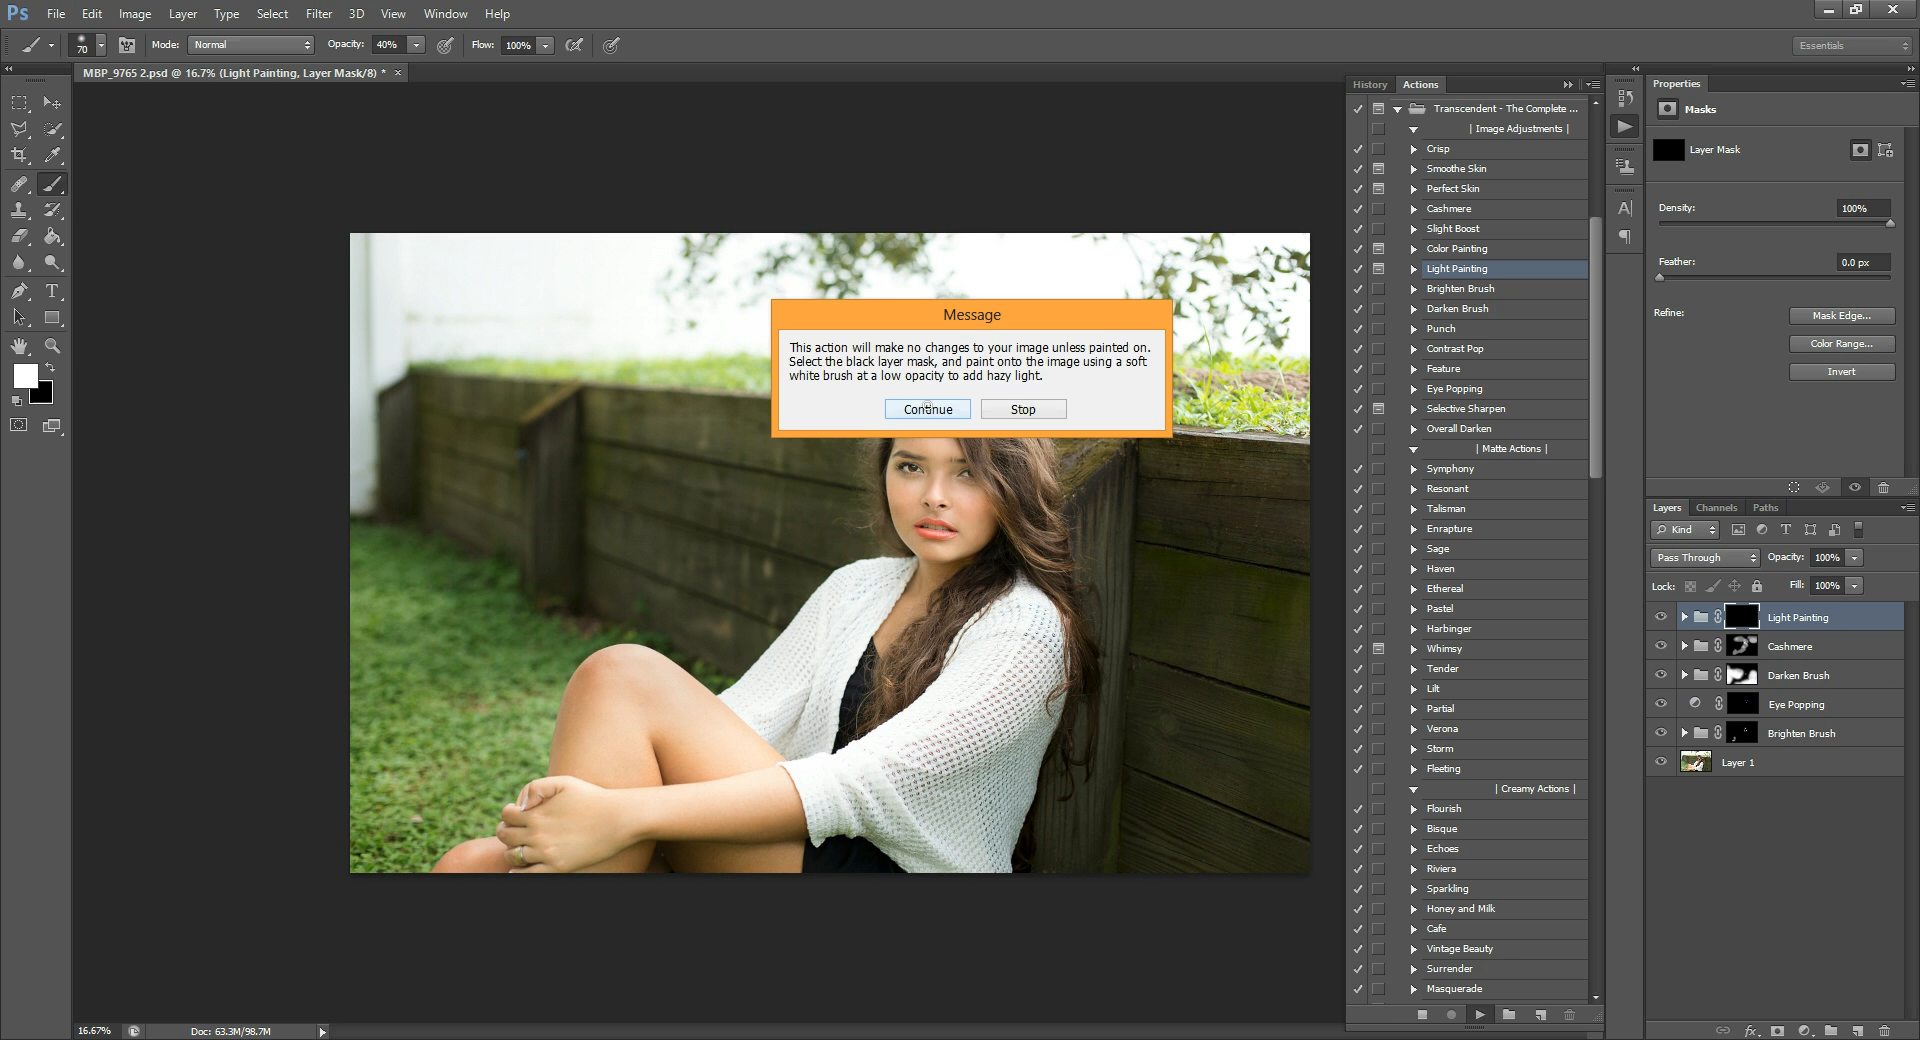 Ps File Edit Image Layer Type Select Filter 3D View Window Help
70 Mode: Normal Opacity: 40% Flow: 100% Essentials
MBP_9765 2.psd @ 16.7% (Light Painting, Layer Mask/8) * ×
History Actions
Transcendent - The Complete ...
| Image Adjustments |
Crisp
Smoothe Skin
Perfect Skin
Cashmere
Slight Boost
Color Painting
Light Painting
Brighten Brush
Darken Brush
Punch
Contrast Pop
Feature
Eye Popping
Selective Sharpen
Overall Darken
| Matte Actions |
Symphony
Resonant
Talisman
Enrapture
Sage
Haven
Ethereal
Pastel
Harbinger
Whimsy
Tender
Lilt
Partial
Verona
Storm
Fleeting
| Creamy Actions |
Flourish
Bisque
Echoes
Riviera
Sparkling
Honey and Milk
Cafe
Vintage Beauty
Surrender
Masquerade
Message
This action will make no changes to your image unless painted on.
Select the black layer mask, and paint onto the image using a soft
white brush at a low opacity to add hazy light.
Continue Stop
Properties
Masks
Layer Mask
Density: 100%
Feather: 0.0 px
Refine: Mask Edge...
Color Range...
Invert
Layers Channels Paths
Kind
Pass Through Opacity: 100%
Lock: Fill: 100%
Light Painting
Cashmere
Darken Brush
Eye Popping
Brighten Brush
Layer 1
16.67% Doc: 63.3M/98.7M